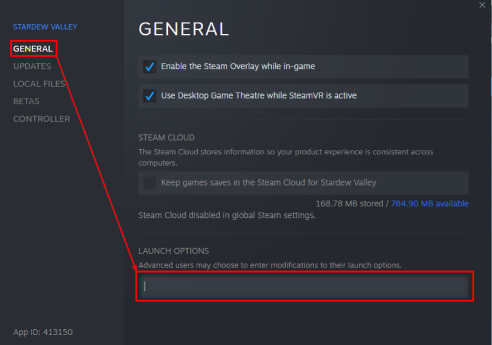 STARDEW VALLEY
GENERAL
UPDATES
LOCAL FILES
BETAS
CONTROLLER
App ID: 413150
GENERAL
Enable the Steam Overlay while in-game
Use Desktop Game Theatre while SteamVR is active
STEAM CLOUD
The Steam Cloud stores information so your product experience is consistent across
computers.
Keep games saves in the Steam Cloud for Stardew Valley
168.78 MB stored / 784.90 MB available
Steam Cloud disabled in global Steam settings.
LAUNCH OPTIONS
Advanced users may choose to enter modifications to their launch options.